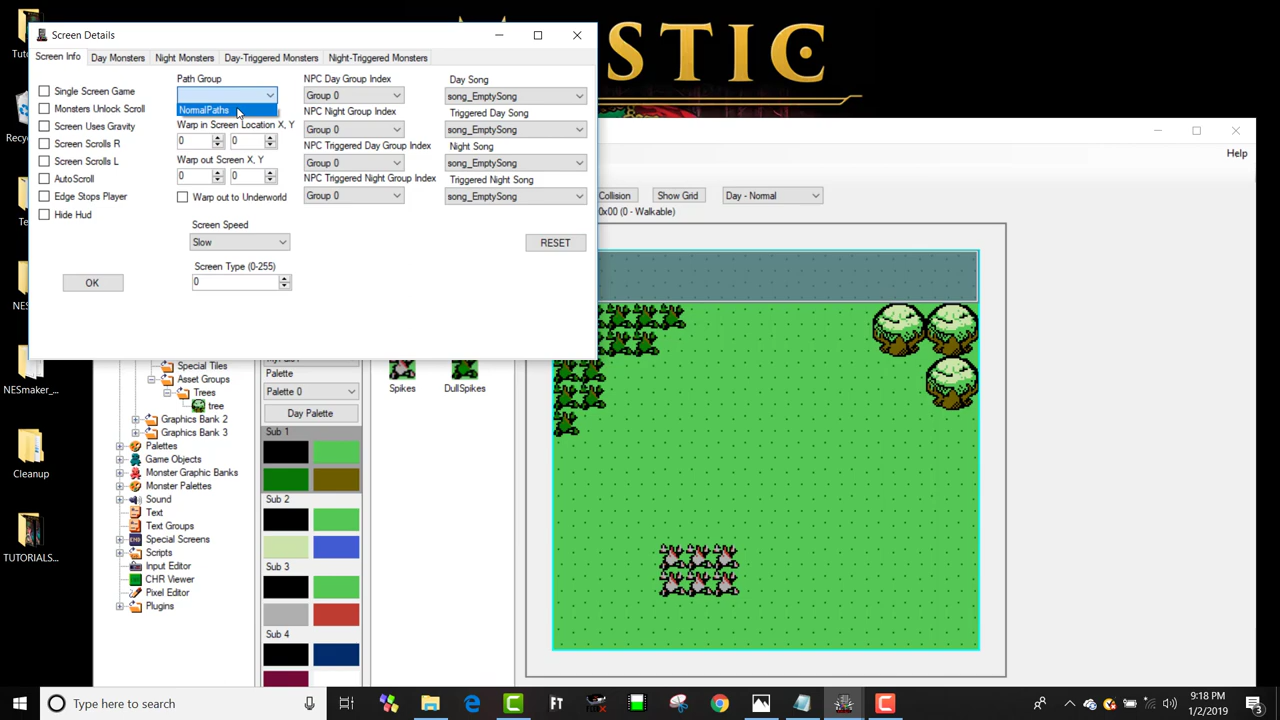 STIC
Screen Details
Screen Info
Day Monsters
Night Monsters
Day-Triggered Monsters
Night-Triggered Monsters
Single Screen Game
Monsters Unlock Scroll
Screen Uses Gravity
Screen Scrolls R
Screen Scrolls L
AutoScroll
Edge Stops Player
Hide Hud
OK
Path Group
NormalPaths
Warp in Screen Location X, Y
0
0
Warp out Screen X, Y
0
0
Warp out to Underworld
Screen Speed
Slow
Screen Type (0-255)
0
NPC Day Group Index
Group 0
NPC Night Group Index
Group 0
NPC Triggered Day Group Index
Group 0
NPC Triggered Night Group Index
Group 0
Day Song
song_EmptySong
Triggered Day Song
song_EmptySong
Night Song
song_EmptySong
Triggered Night Song
song_EmptySong
RESET
Help
Collision
Show Grid
Day - Normal
0x00 (0 - Walkable)
Special Tiles
Asset Groups
Trees
tree
Graphics Bank 2
Graphics Bank 3
Palettes
Game Objects
Monster Graphic Banks
Monster Palettes
Sound
Text
Text Groups
Special Screens
Scripts
Input Editor
CHR Viewer
Pixel Editor
Plugins
Palette
Palette 0
Day Palette
Sub 1
Sub 2
Sub 3
Sub 4
Spikes
DullSpikes
NESmaker_...
Cleanup
TUTORIALS...
Type here to search
9:18 PM
1/2/2019
3